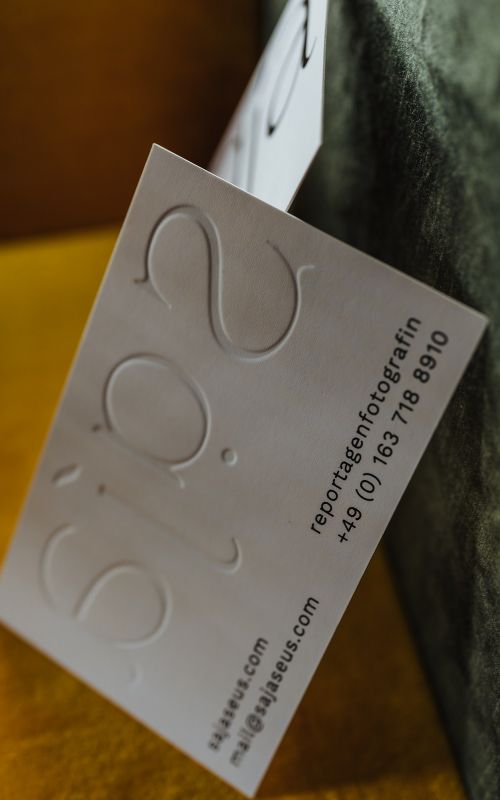 reportagenfotografin
+49 (0) 163 718 8910
sajaseus.com
mail@sajaseus.com